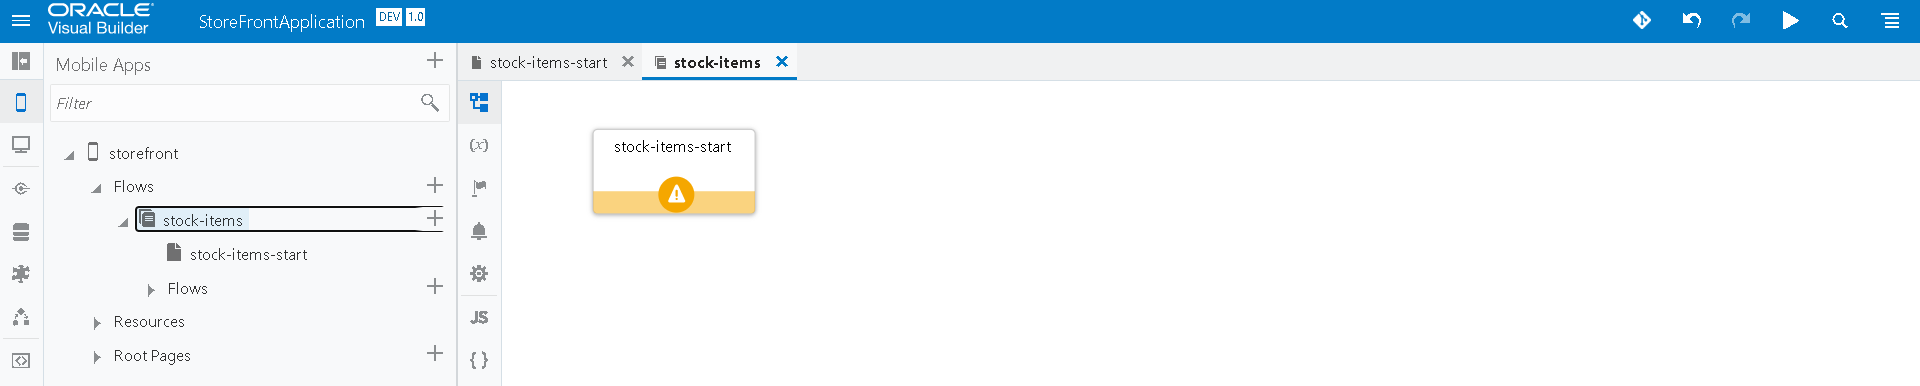 ORACLE
Visual Builder
StoreFrontApplication DEV 1.0
Mobile Apps
Filter
storefront
Flows
stock-items
stock-items-start
Flows
Resources
Root Pages
stock-items-start
stock-items
(x)
JS
{ }
stock-items-start